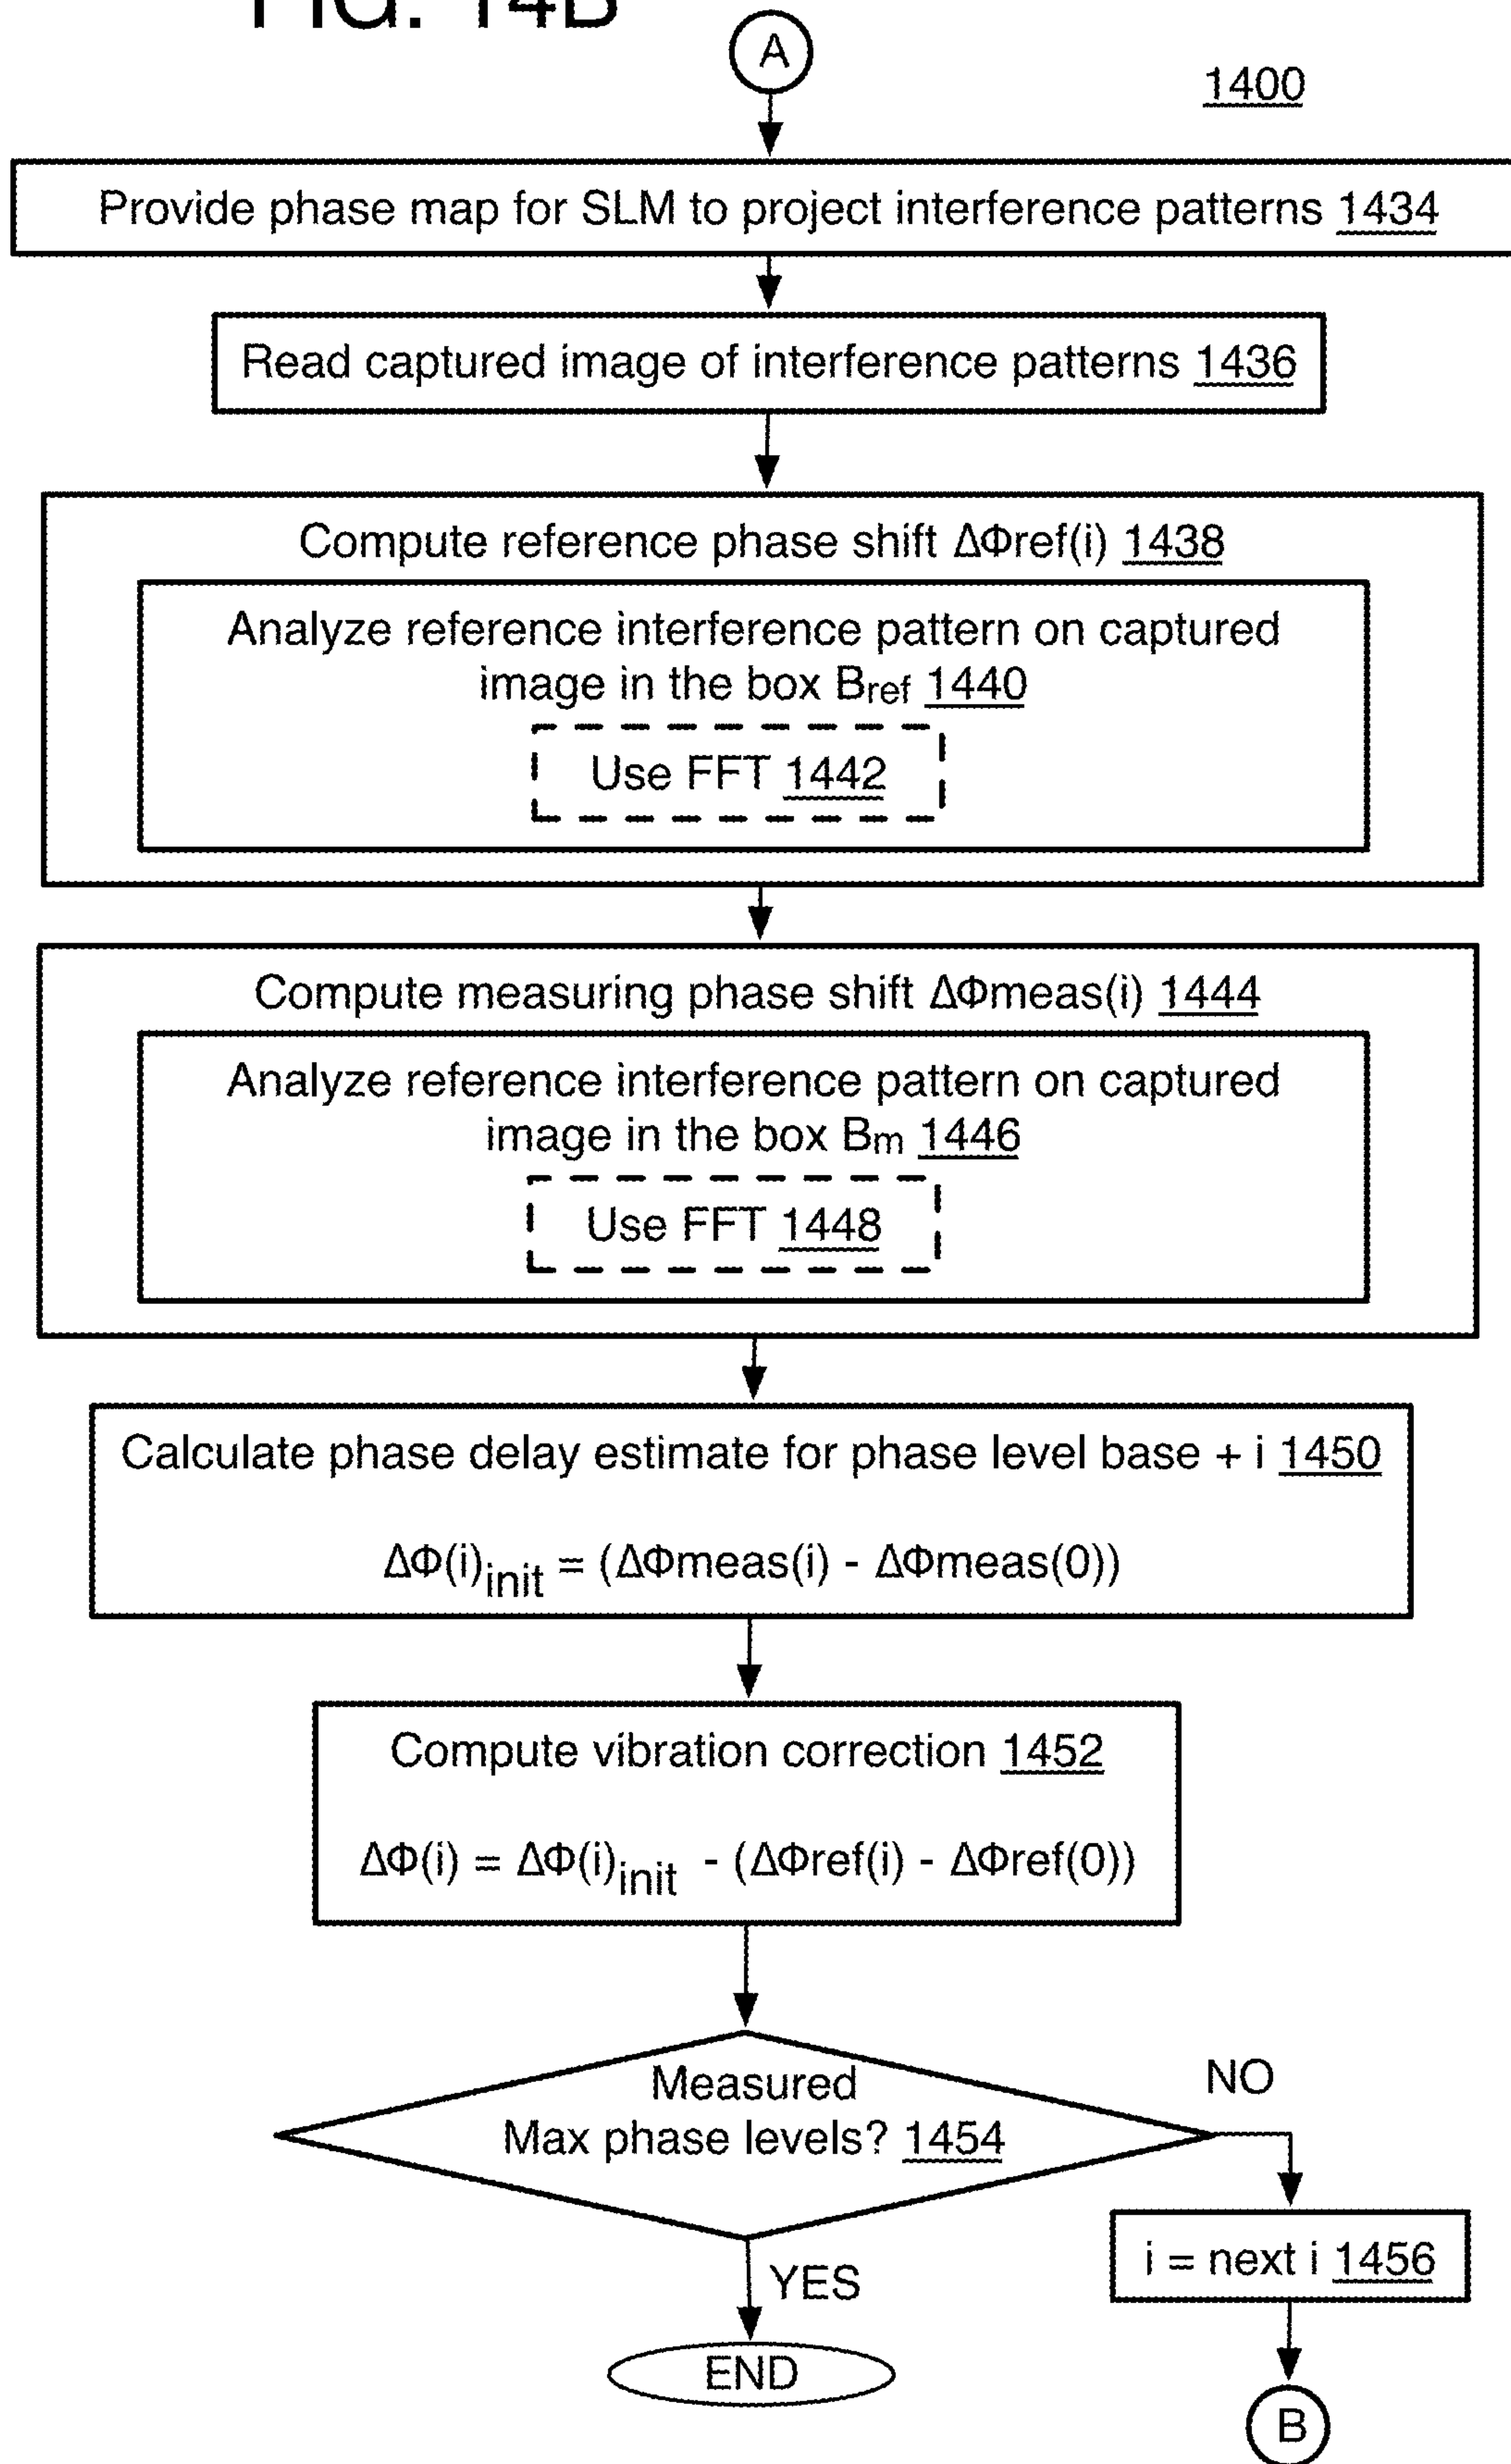 FIG. 14B
A
1400
Provide phase map for SLM to project interference patterns 1434
Read captured image of interference patterns 1436
Compute reference phase shift ΔΦref(i) 1438
Analyze reference interference pattern on captured
image in the box Bref 1440
Use FFT 1442
Compute measuring phase shift ΔΦmeas(i) 1444
Analyze reference interference pattern on captured
image in the box Bm 1446
Use FFT 1448
Calculate phase delay estimate for phase level base + i 1450
ΔΦ(i)init = (ΔΦmeas(i) - ΔΦmeas(0))
Compute vibration correction 1452
ΔΦ(i) = ΔΦ(i)init - (ΔΦref(i) - ΔΦref(0))
Measured
Max phase levels? 1454
NO
i = next i 1456
YES
END
B